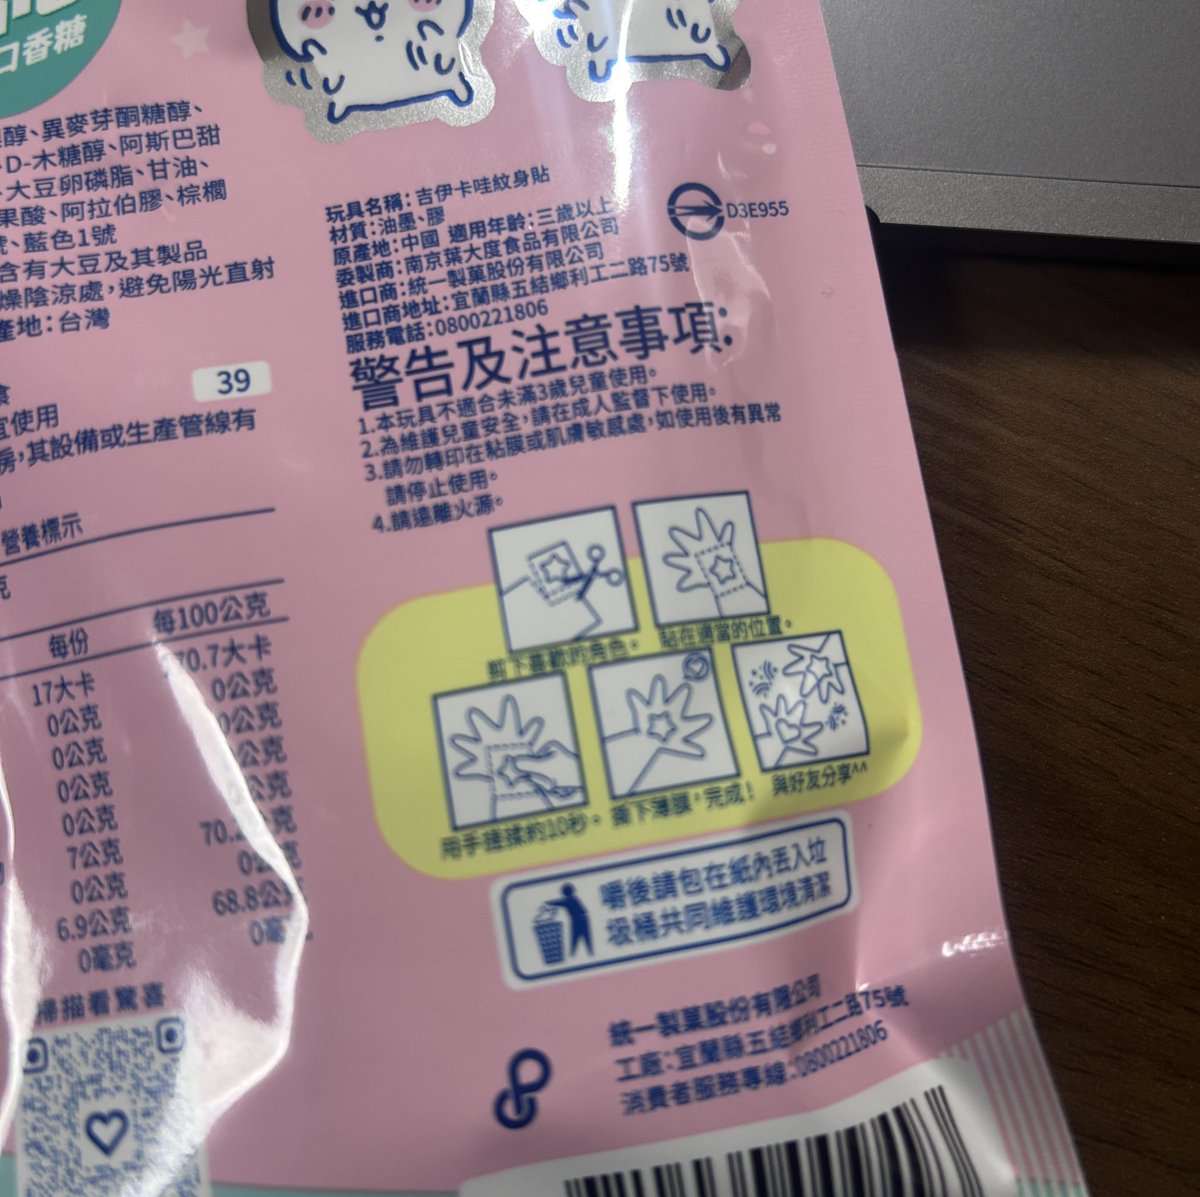 口香糖
醇、異麥芽酮糖醇、
、D-木糖醇、阿斯巴甜
、大豆卵磷脂、甘油、
果酸、阿拉伯膠、棕櫚
、藍色1號
含有大豆及其製品
燥陰涼處，避免陽光直射
產地：台灣
食
宜使用
39
房，其設備或生產管線有
營養標示
克
每份 每100公克
17大卡 70.7大卡
0公克 0公克
0公克 0公克
0公克 公克
0公克 公克
7公克 70. 克
0公克
6.9公克 68.8公
0毫克
掃描看驚喜
玩具名稱：吉伊卡哇紋身貼
材質：油墨、膠
原產地：中國 適用年齡：三歲以上
委製商：南京葉大度食品有限公司
進口商：統一製菓股份有限公司
進口商地址：宜蘭縣五結鄉利工二路75號
服務電話：0800221806
D3E955
警告及注意事項：
1.本玩具不適合未滿3歲兒童使用。
2.為維護兒童安全，請在成人監督下使用。
3.請勿轉印在黏膜或肌膚敏感處，如使用後有異常
請停止使用。
4.請遠離火源。
剪下喜歡的角色。
貼在適當的位置。
用手搓揉約10秒。
撕下薄膜，完成！
與好友分享^^
嚼後請包在紙內丟入垃
圾桶共同維護環境清潔
統一製菓股份有限公司
工廠：宜蘭縣五結鄉利工二路75號
消費者服務專線：0800221806